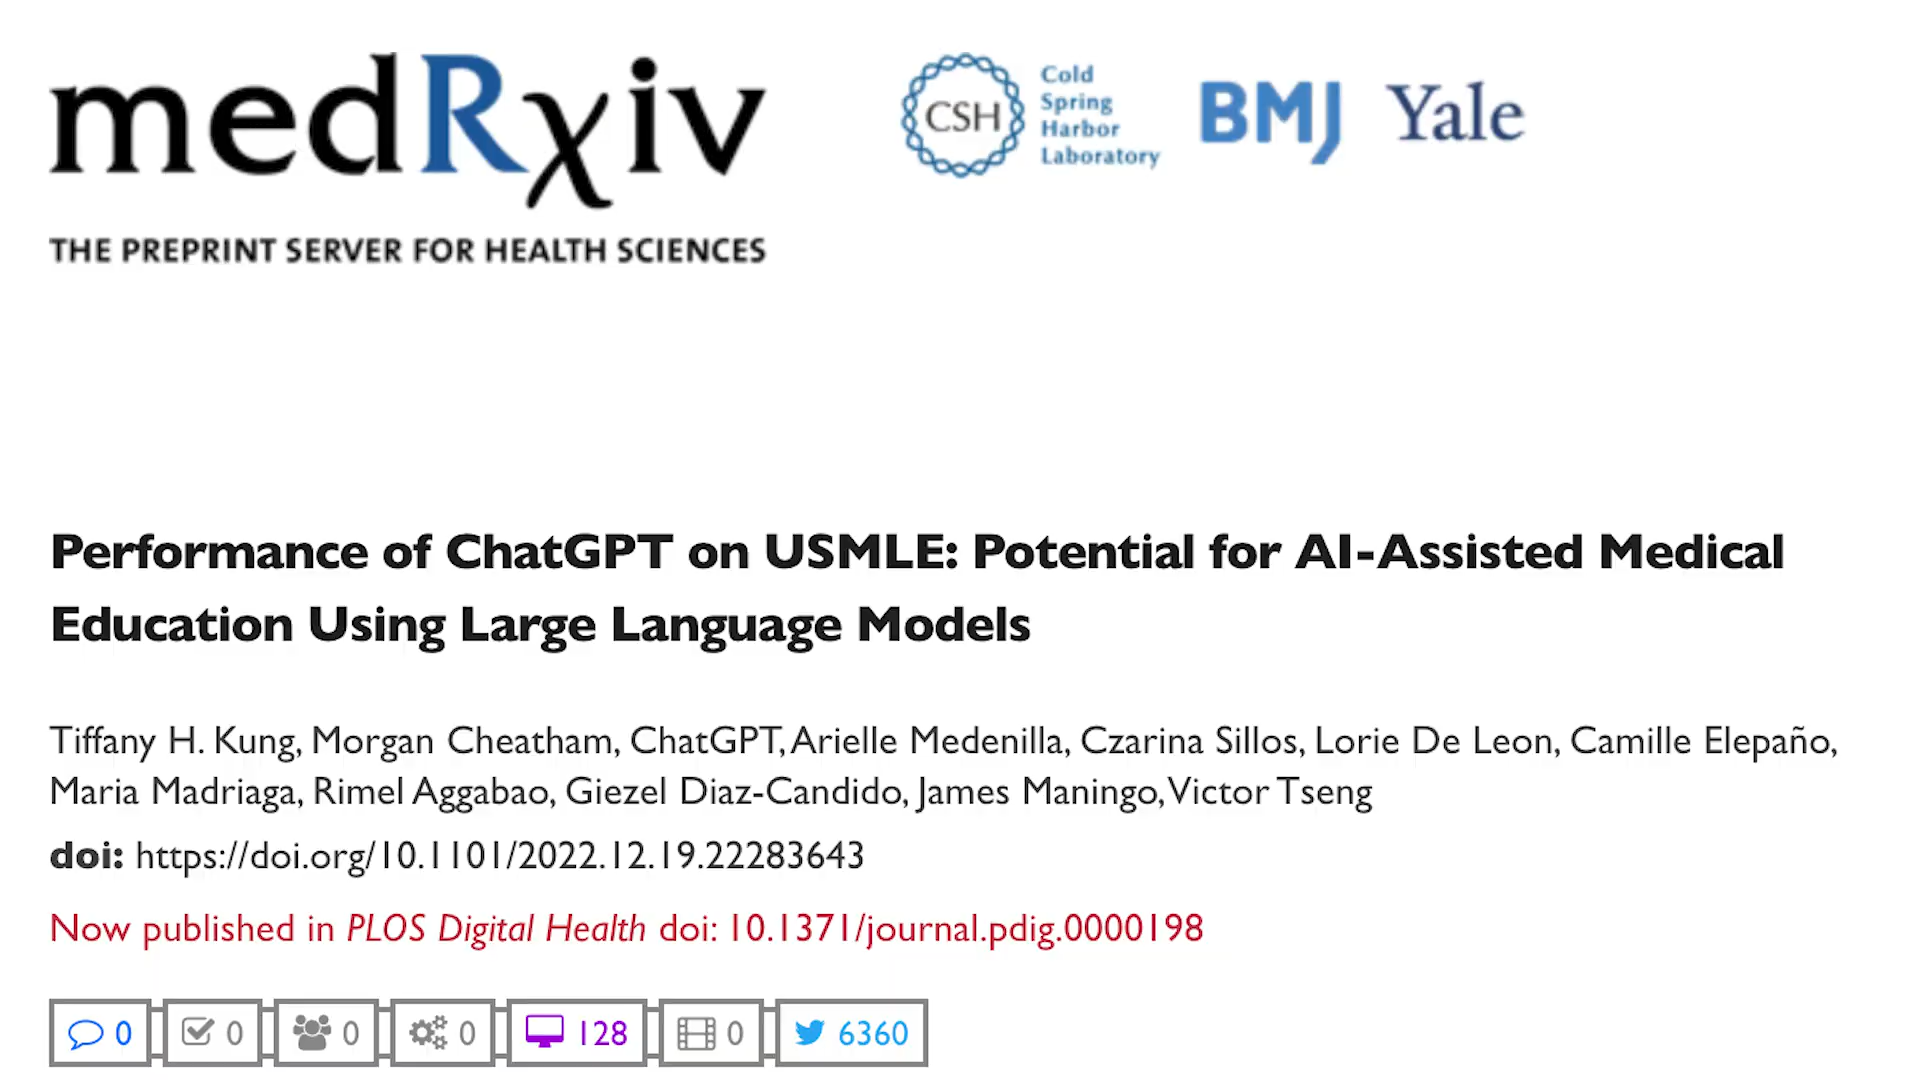 medRxiv
THE PREPRINT SERVER FOR HEALTH SCIENCES
CSH
Cold
Spring
Harbor
Laboratory
BMJ
Yale
Performance of ChatGPT on USMLE: Potential for AI-Assisted Medical
Education Using Large Language Models
Tiffany H. Kung, Morgan Cheatham, ChatGPT, Arielle Medenilla, Czarina Sillos, Lorie De Leon, Camille Elepaño,
Maria Madriaga, Rimel Aggabao, Giezel Diaz-Candido, James Maningo, Victor Tseng
doi: https://doi.org/10.1101/2022.12.19.22283643
Now published in PLOS Digital Health doi: 10.1371/journal.pdig.0000198
0 0 0 0 128 0 6360